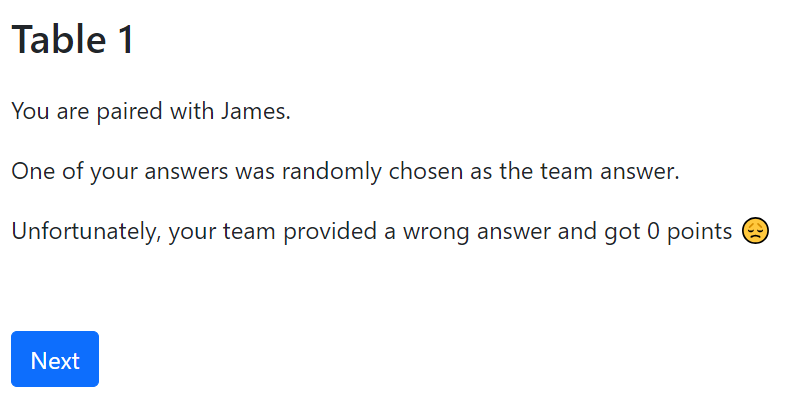 Table 1
You are paired with James.
One of your answers was randomly chosen as the team answer.
Unfortunately, your team provided a wrong answer and got 0 points 😔
Next